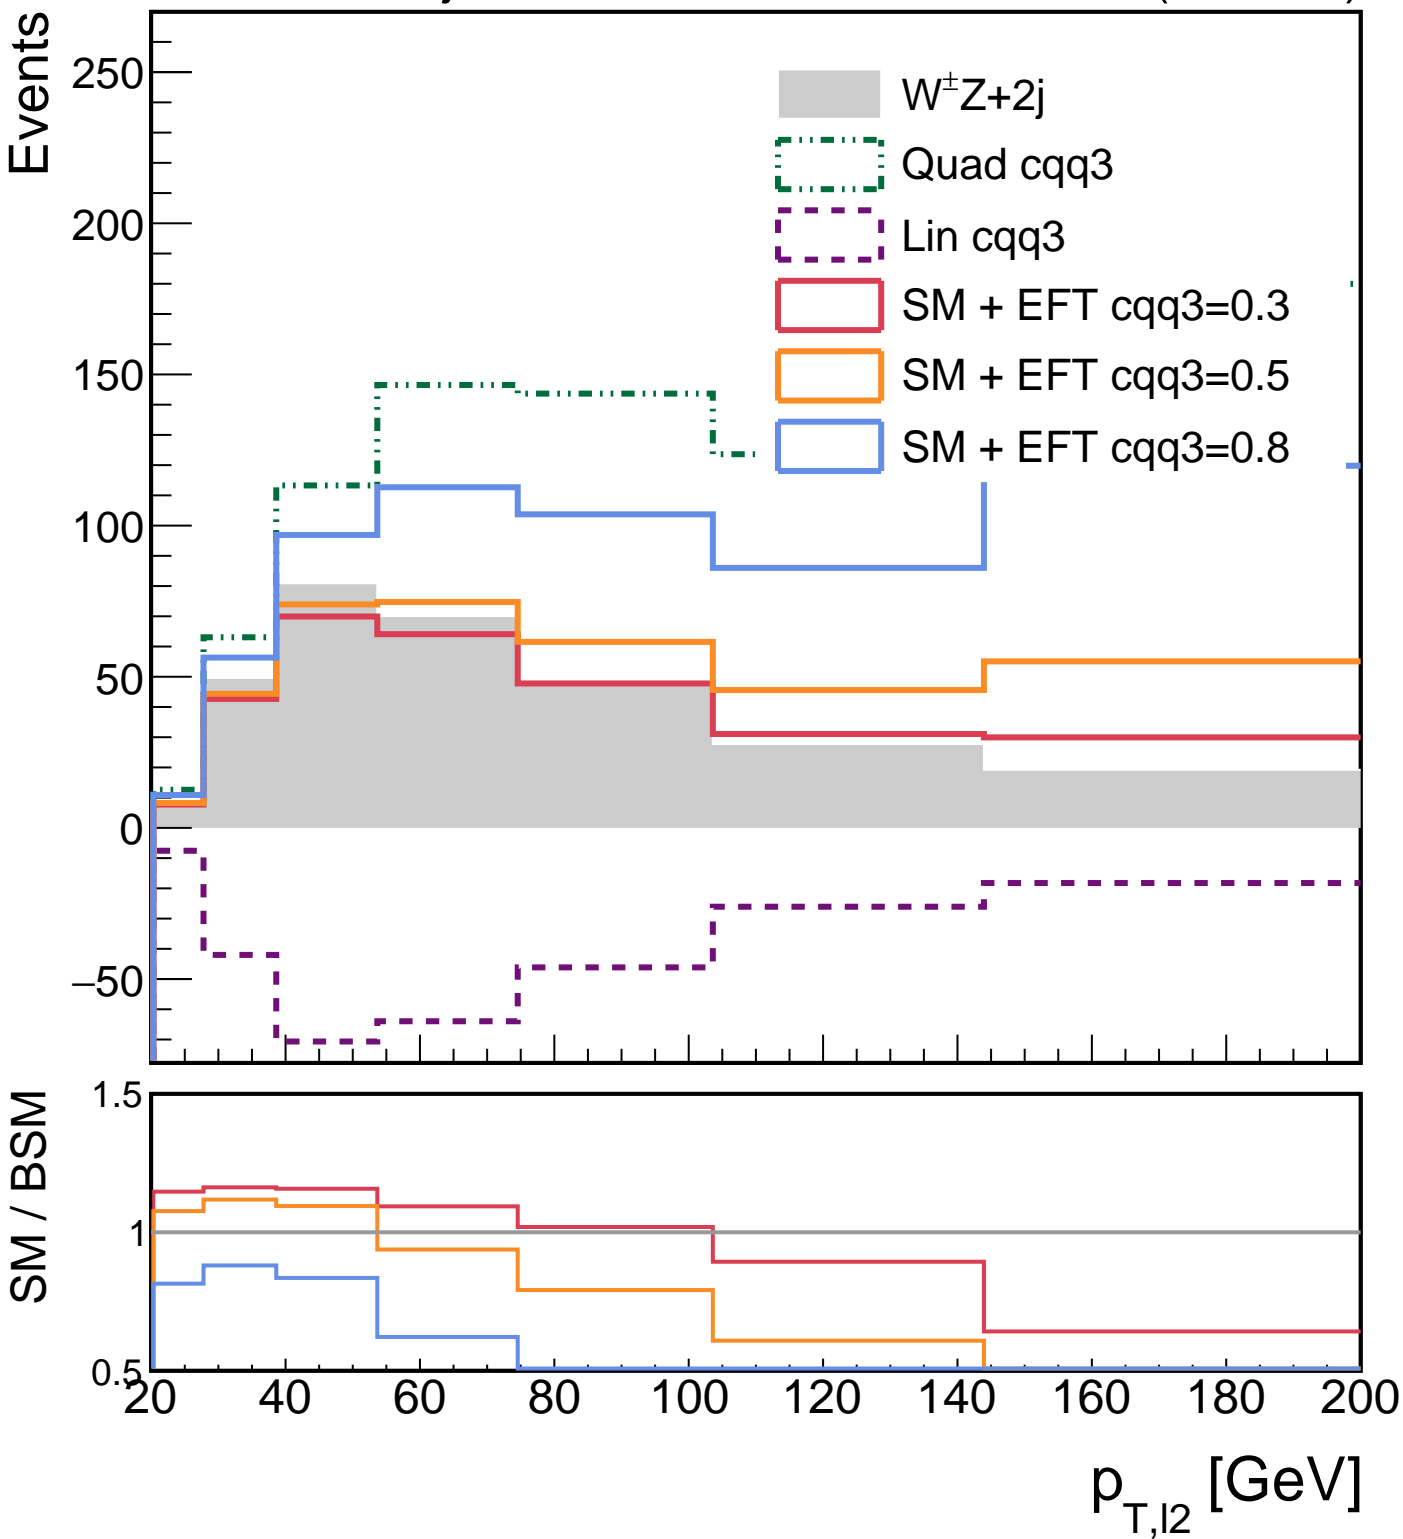 Events
250
200
150
100
50
0
−50
W±Z+2j
Quad cqq3
Lin cqq3
SM + EFT cqq3=0.3
SM + EFT cqq3=0.5
SM + EFT cqq3=0.8
SM / BSM
1.5
1
0.5
20 40 60 80 100 120 140 160 180 200
pT,l2 [GeV]